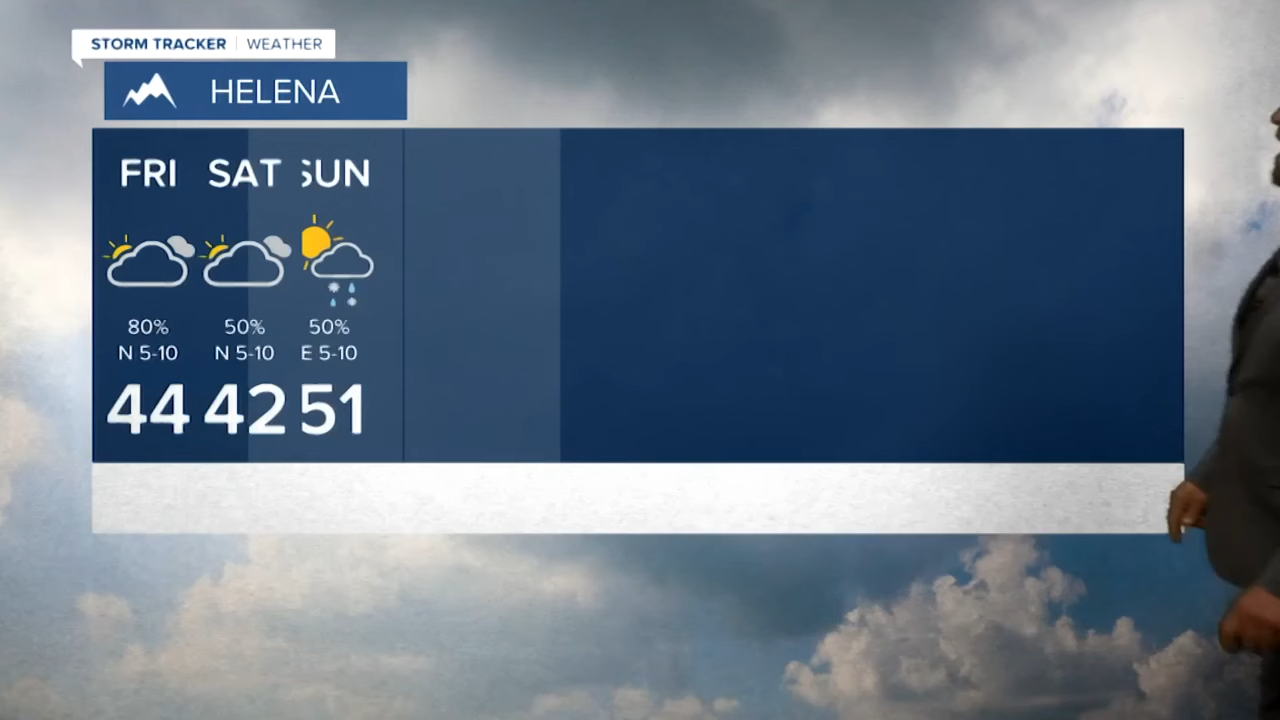 STORM TRACKER | WEATHER
HELENA
FRI SAT SUN
80% 50% 50%
N 5-10 N 5-10 E 5-10
44 42 51